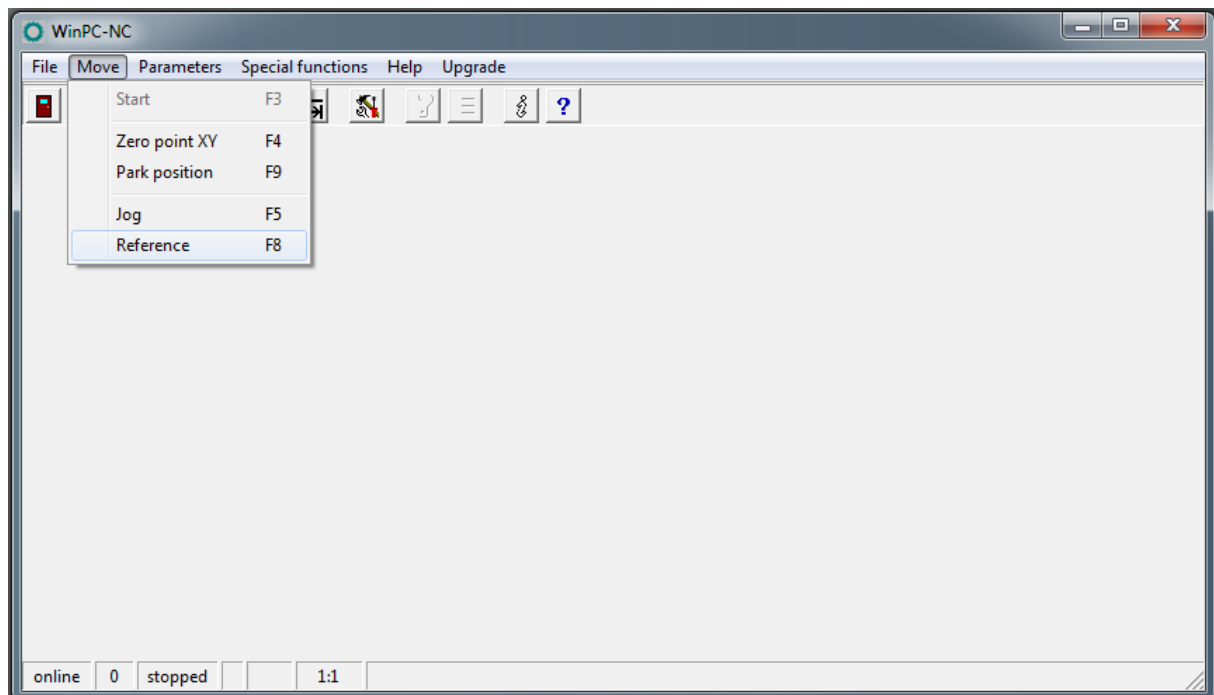 WinPC-NC
File Move Parameters Special functions Help Upgrade
Start F3
Zero point XY F4
Park position F9
Jog F5
Reference F8
online 0 stopped 1:1